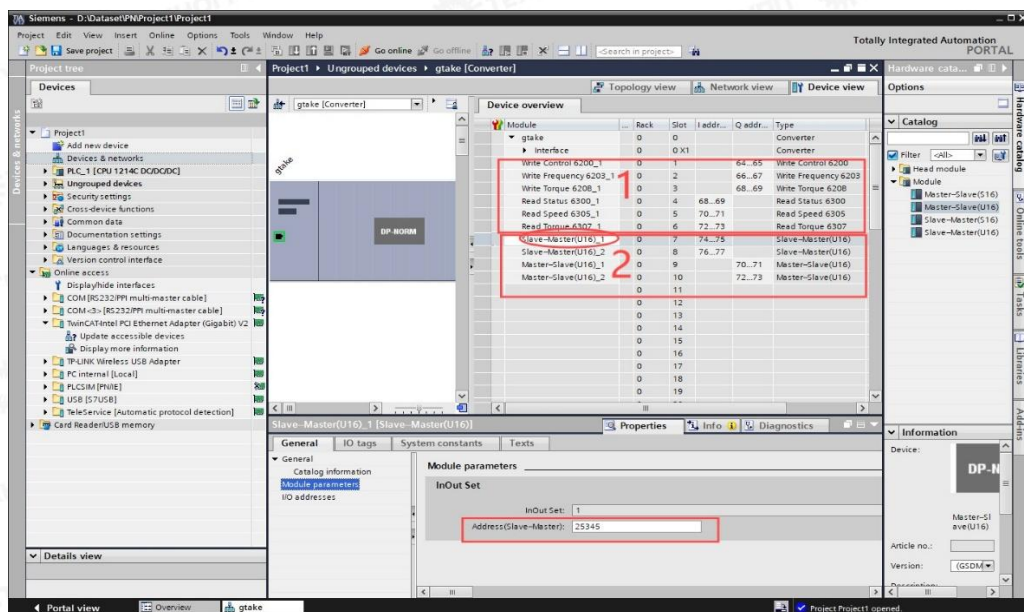 Siemens - D:\Dataset\PN\Project1\Project1
Project Edit View Insert Online Options Tools Window Help
Save project
Go online
Go offline
<Search in project>
Totally Integrated Automation
PORTAL
Project tree
Devices
Devices & networks
Project1
Add new device
Devices & networks
PLC_1 [CPU 1214C DC/DC/DC]
Ungrouped devices
Security settings
Cross-device functions
Common data
Documentation settings
Languages & resources
Version control interface
Online access
Display/hide interfaces
COM [RS232/PPI multi-master cable]
COM <3> [RS232/PPI multi-master cable]
TwinCAT-Intel PCI Ethernet Adapter (Gigabit) V2
Update accessible devices
Display more information
TP-LINK Wireless USB Adapter
PC internal [Local]
PLCSIM [PN/IE]
USB [S7USB]
TeleService [Automatic protocol detection]
Card Reader/USB memory
Details view
Project1 Ungrouped devices gtake [Converter]
Topology view Network view Device view
gtake [Converter]
gtake
DP-NORM
Device overview
Module ... Rack Slot I addr... Q addr... Type
gtake 0 0 Converter
Interface 0 0 X1 Converter
Write Control 6200_1 0 1 64...65 Write Control 6200
Write Frequency 6203_1 0 2 66...67 Write Frequency 6203
Write Torque 6208_1 0 3 68...69 Write Torque 6208
Read Status 6300_1 0 4 68...69 Read Status 6300
Read Speed 6305_1 0 5 70...71 Read Speed 6305
Read Torque 6307_1 0 6 72...73 Read Torque 6307
Slave-Master(U16)_1 0 7 74...75 Slave-Master(U16)
Slave-Master(U16)_2 0 8 76...77 Slave-Master(U16)
Master-Slave(U16)_1 0 9 70...71 Master-Slave(U16)
Master-Slave(U16)_2 0 10 72...73 Master-Slave(U16)
0 11
0 12
0 13
0 14
0 15
0 16
0 17
0 18
0 19
1
2
Slave-Master(U16)_1 [Slave-Master(U16)]
Properties Info Diagnostics
General IO tags System constants Texts
General
Catalog information
Module parameters
I/O addresses
Module parameters
InOut Set
InOut Set: 1
Address(Slave-Master): 25345
Hardware cata...
Options
Catalog
Filter <All>
Head module
Module
Master-Slave(S16)
Master-Slave(U16)
Slave-Master(S16)
Slave-Master(U16)
Information
Device:
DP-N
Master-Sl
ave(U16)
Article no.:
Version: (GSDM
Hardware catalog
Online tools
Tasks
Libraries
Add-ins
Portal view Overview gtake
Project Project1 opened.